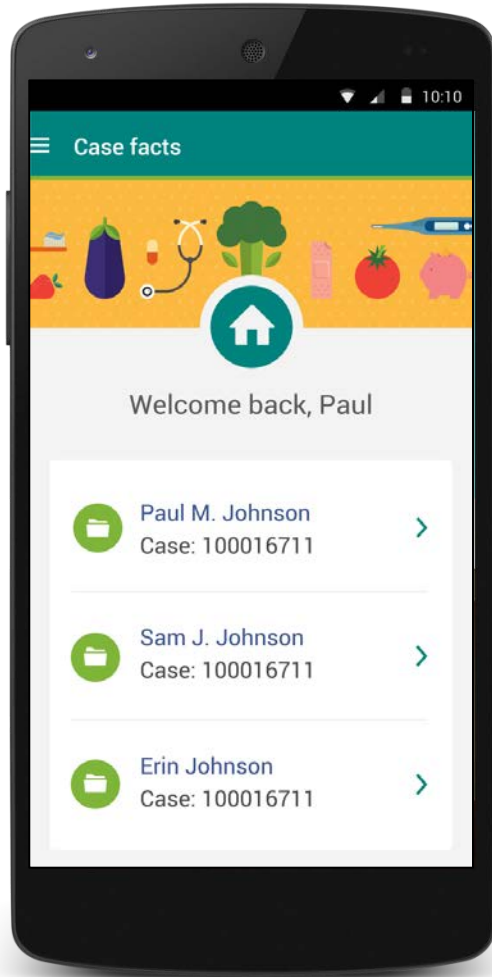 10:10
Case facts
Welcome back, Paul
Paul M. Johnson
Case: 100016711
Sam J. Johnson
Case: 100016711
Erin Johnson
Case: 100016711